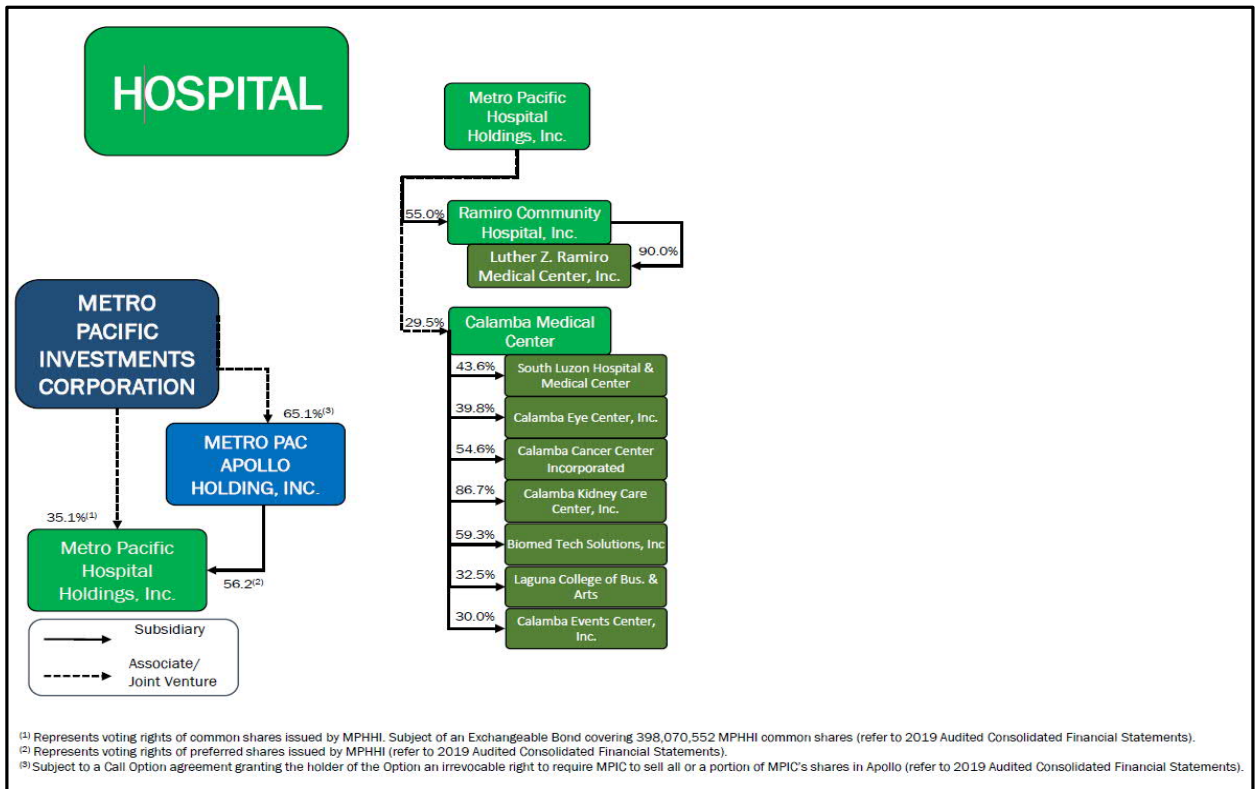 HOSPITAL
Metro Pacific
Hospital
Holdings, Inc.
55.0%
Ramiro Community
Hospital, Inc.
Luther Z. Ramiro
Medical Center, Inc.
90.0%
29.5%
Calamba Medical
Center
43.6%
South Luzon Hospital &
Medical Center
39.8%
Calamba Eye Center, Inc.
54.6%
Calamba Cancer Center
Incorporated
86.7%
Calamba Kidney Care
Center, Inc.
59.3%
Biomed Tech Solutions, Inc
32.5%
Laguna College of Bus. &
Arts
30.0%
Calamba Events Center,
Inc.
METRO
PACIFIC
INVESTMENTS
CORPORATION
65.1%(3)
METRO PAC
APOLLO
HOLDING, INC.
35.1%(1)
Metro Pacific
Hospital
Holdings, Inc.
56.2(2)
Subsidiary
Associate/
Joint Venture
(1) Represents voting rights of common shares issued by MPHHI. Subject of an Exchangeable Bond covering 398,070,552 MPHHI common shares (refer to 2019 Audited Consolidated Financial Statements).
(2) Represents voting rights of preferred shares issued by MPHHI (refer to 2019 Audited Consolidated Financial Statements).
(3) Subject to a Call Option agreement granting the holder of the Option an irrevocable right to require MPIC to sell all or a portion of MPIC's shares in Apollo (refer to 2019 Audited Consolidated Financial Statements).